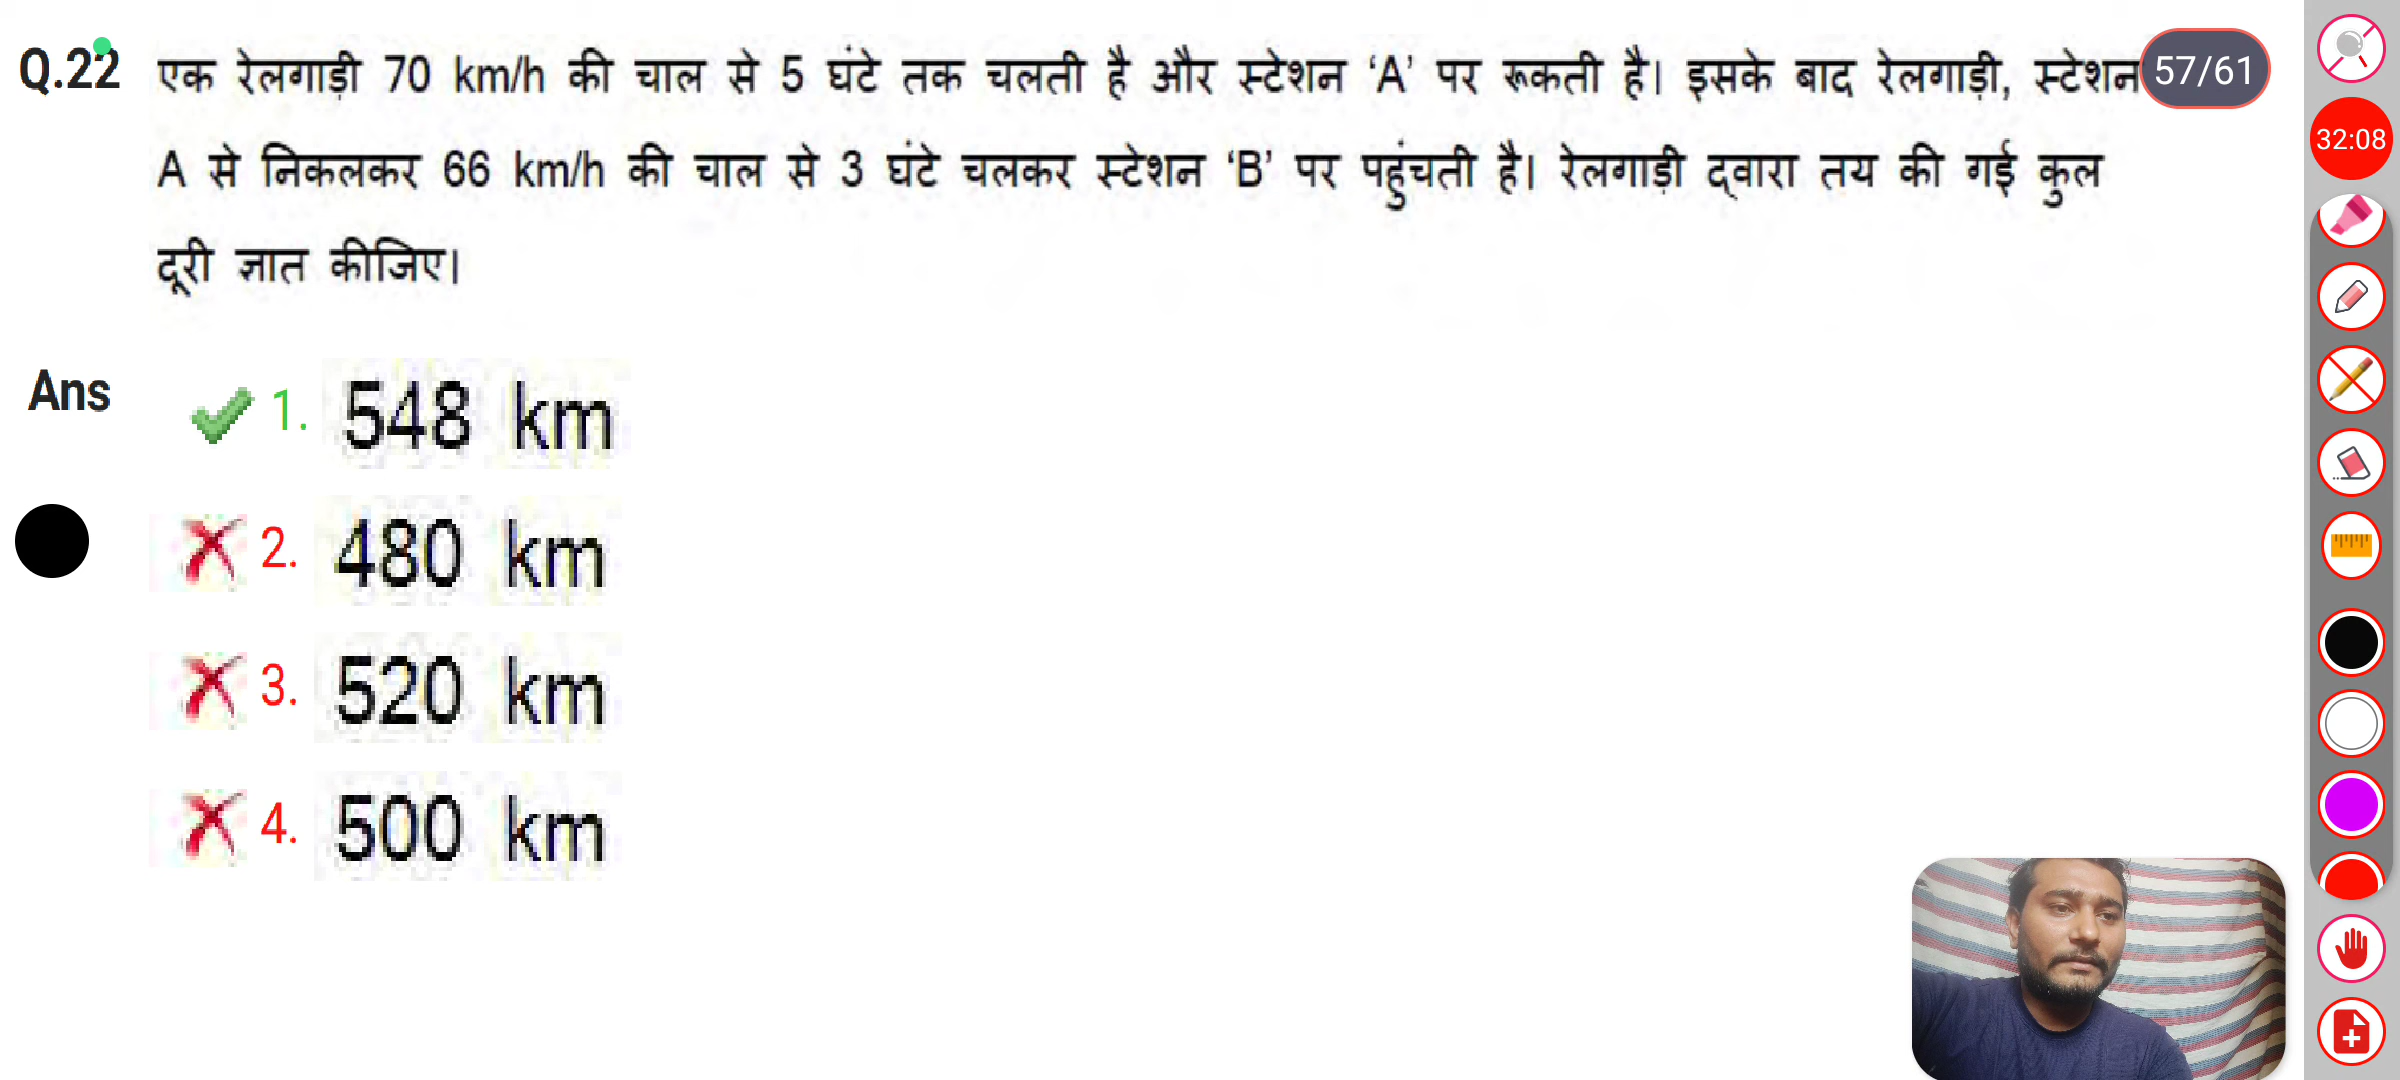 Q.22 एक रेलगाड़ी 70 km/h की चाल से 5 घंटे तक चलती है और स्टेशन ‘A’ पर रूकती है। इसके बाद रेलगाड़ी, स्टेशन 57/61
A से निकलकर 66 km/h की चाल से 3 घंटे चलकर स्टेशन ‘B’ पर पहुंचती है। रेलगाड़ी द्वारा तय की गई कुल
दूरी ज्ञात कीजिए।
32:08
Ans 1. 548 km
2. 480 km
3. 520 km
4. 500 km